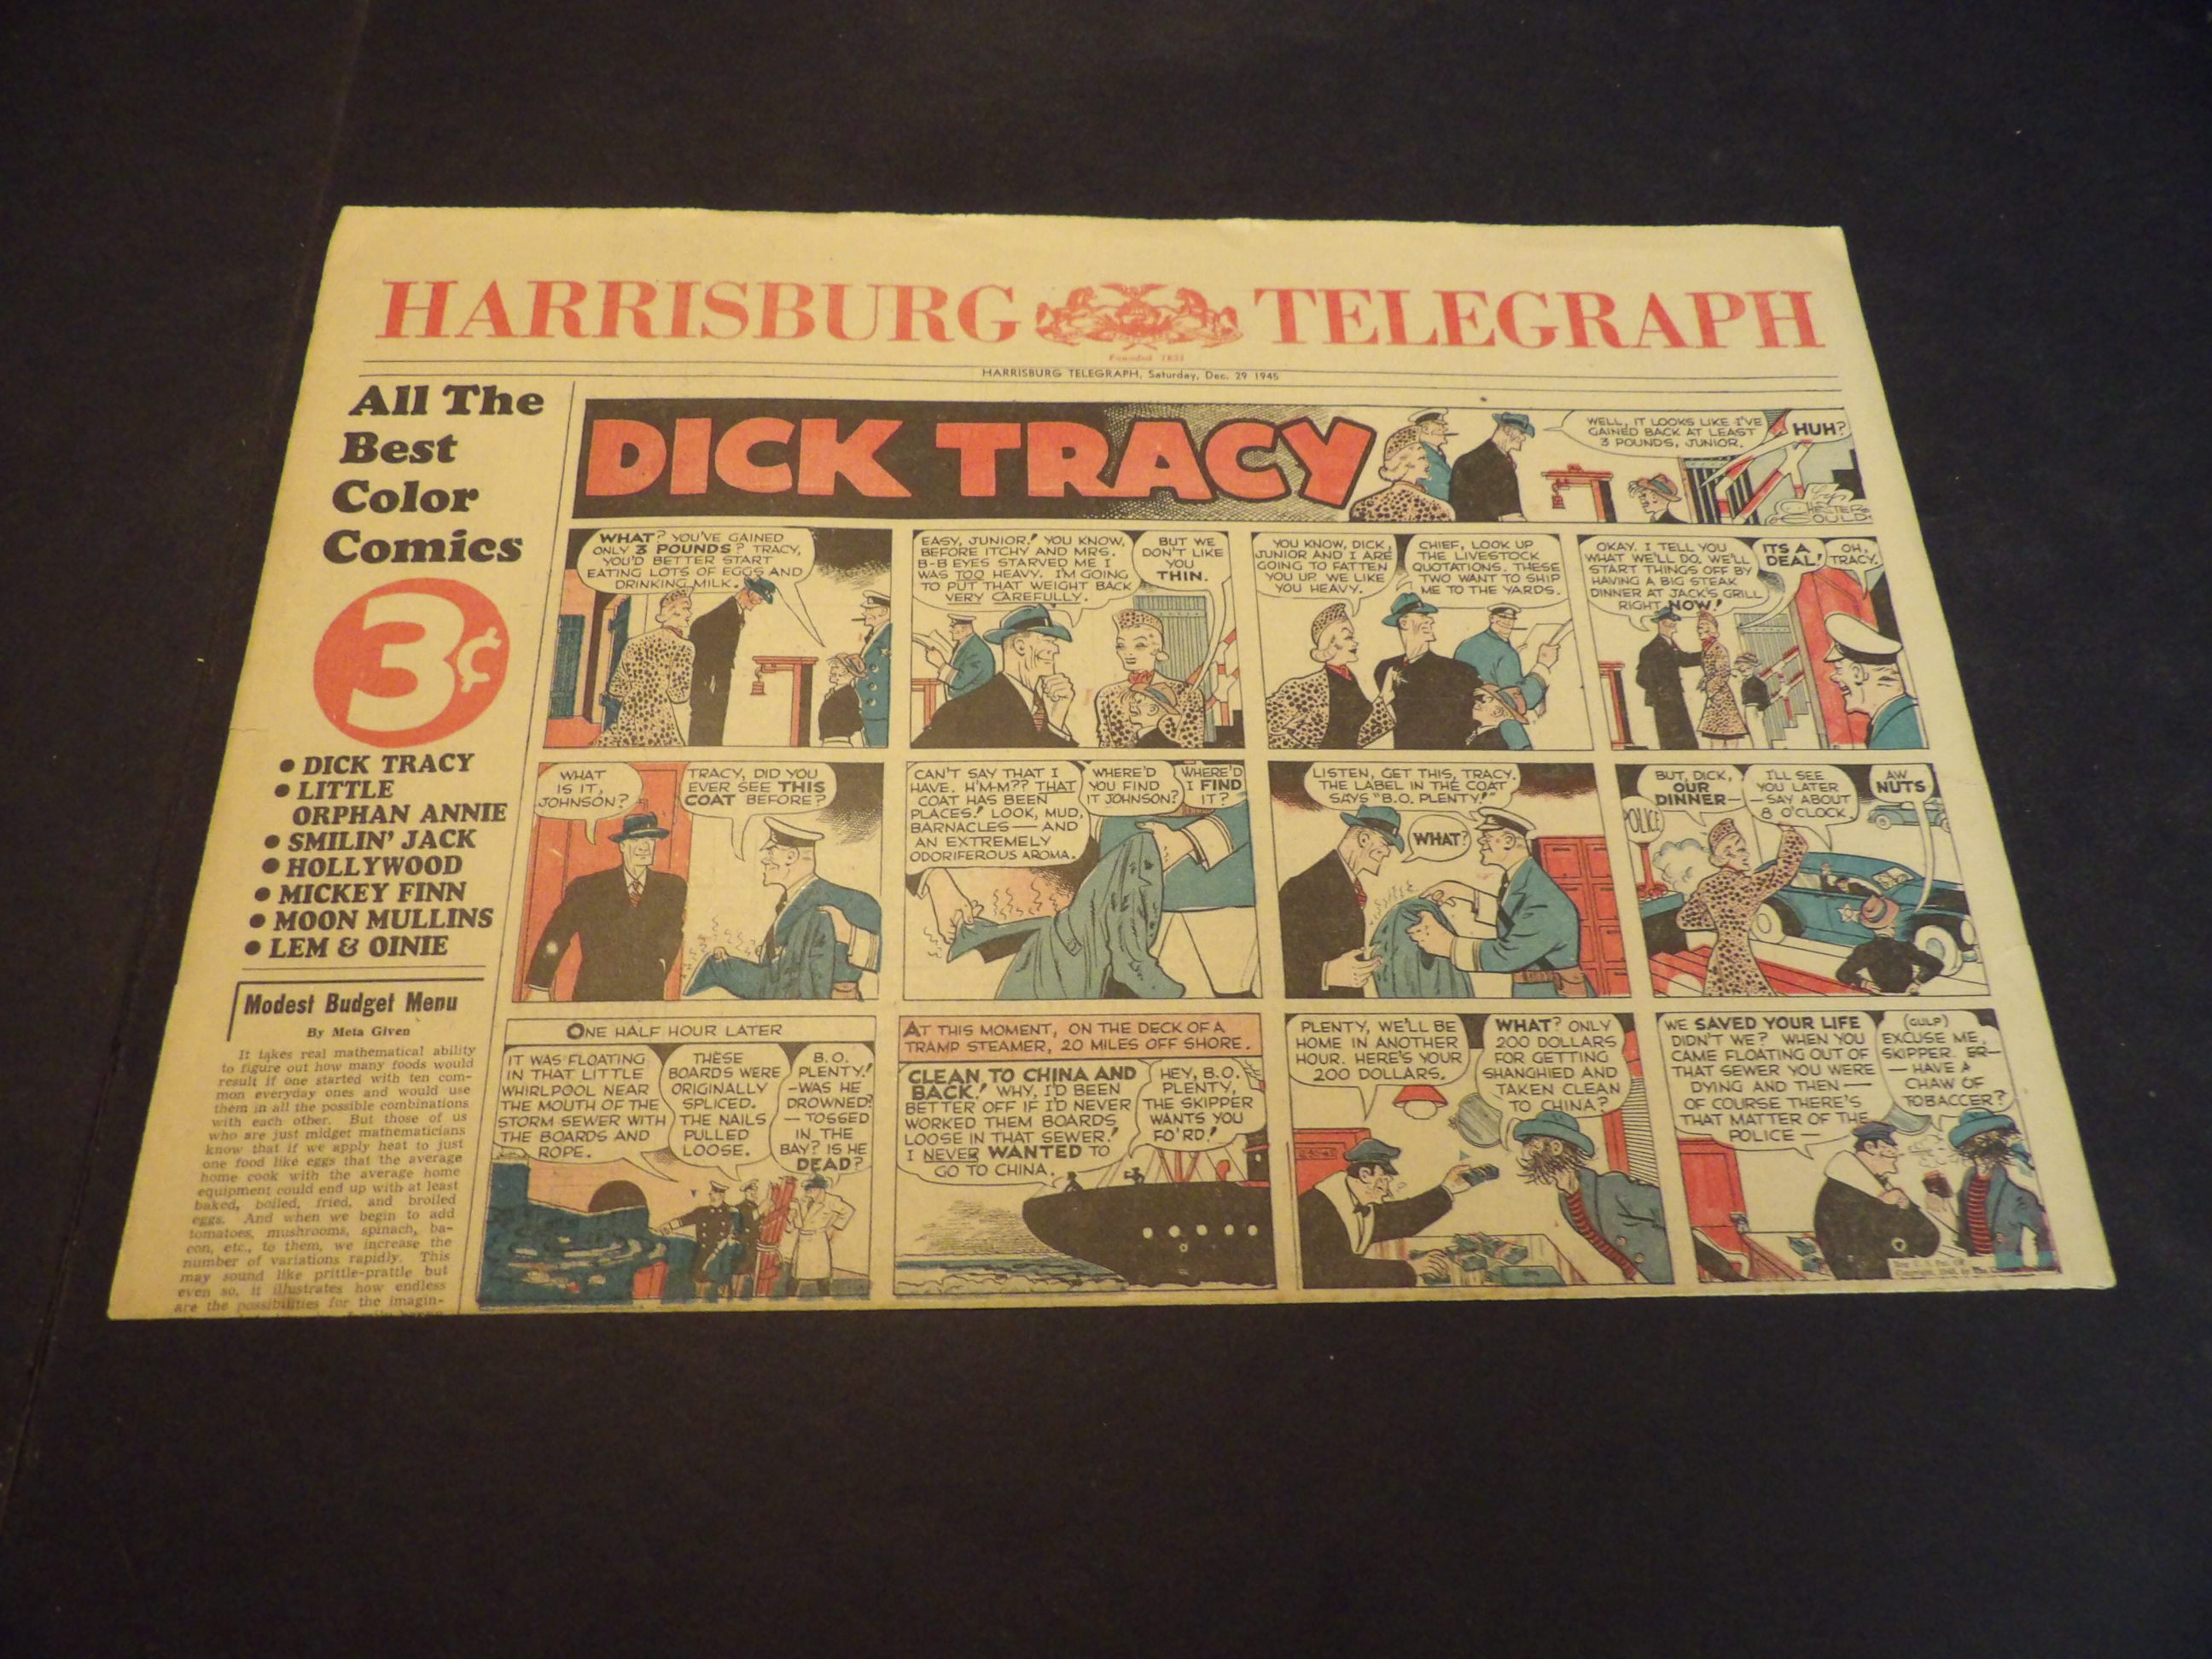 HARRISBURG TELEGRAPH
Founded 1831
HARRISBURG TELEGRAPH, Saturday, Dec. 29 1945
All The
Best
Color
Comics
3¢
• DICK TRACY
• LITTLE
ORPHAN ANNIE
• SMILIN' JACK
• HOLLYWOOD
• MICKEY FINN
• MOON MULLINS
• LEM & OINIE
Modest Budget Menu
By Meta Given
It takes real mathematical ability
to figure out how many foods would
result if one started with ten com-
mon everyday ones and would use
them in all the possible combinations
with each other. But those of us
who are just midget mathematicians
know that if we apply heat to just
one food like eggs that the average
home cook with the average home
equipment could end up with at least
baked, boiled, fried, and broiled
eggs. And when we begin to add
tomatoes, mushrooms, spinach, ba-
con, etc., to them, we increase the
number of variations rapidly. This
may sound like prittle-prattle but
even so, it illustrates how endless
are the possibilities for the imagin-
DICK TRACY
WELL, IT LOOKS LIKE I'VE
GAINED BACK AT LEAST
3 POUNDS, JUNIOR.
HUH?
By
CHESTER
GOULD
WHAT? YOU'VE GAINED
ONLY 3 POUNDS? TRACY,
YOU'D BETTER START
EATING LOTS OF EGGS AND
DRINKING MILK.
EASY, JUNIOR! YOU KNOW,
BEFORE ITCHY AND MRS.
B-B EYES STARVED ME I
WAS TOO HEAVY. I'M GOING
TO PUT THAT WEIGHT BACK
VERY CAREFULLY.
BUT WE
DON'T LIKE
YOU
THIN.
YOU KNOW, DICK,
JUNIOR AND I ARE
GOING TO FATTEN
YOU UP. WE LIKE
YOU HEAVY.
CHIEF, LOOK UP
THE LIVESTOCK
QUOTATIONS. THESE
TWO WANT TO SHIP
ME TO THE YARDS.
OKAY. I TELL YOU
WHAT WE'LL DO. WE'LL
START THINGS OFF BY
HAVING A BIG STEAK
DINNER AT JACK'S GRILL
RIGHT NOW!
ITS A
DEAL!
OH,
TRACY.
WHAT
IS IT,
JOHNSON?
TRACY, DID YOU
EVER SEE THIS
COAT BEFORE?
CAN'T SAY THAT I
HAVE. H'M-M?? THAT
COAT HAS BEEN
PLACES! LOOK, MUD,
BARNACLES — AND
AN EXTREMELY
ODORIFEROUS AROMA.
WHERE'D
YOU FIND
IT JOHNSON?
WHERE'D
I FIND
IT?
LISTEN, GET THIS, TRACY.
THE LABEL IN THE COAT
SAYS "B.O. PLENTY!"
WHAT?
BUT, DICK,
OUR
DINNER—
I'LL SEE
YOU LATER
— SAY ABOUT
8 O'CLOCK.
AW
NUTS
POLICE
ONE HALF HOUR LATER
IT WAS FLOATING
IN THAT LITTLE
WHIRLPOOL NEAR
THE MOUTH OF THE
STORM SEWER WITH
THE BOARDS AND
ROPE.
THESE
BOARDS WERE
ORIGINALLY
SPLICED.
THE NAILS
PULLED
LOOSE.
B.O.
PLENTY!
-WAS HE
DROWNED?
— TOSSED
IN THE
BAY? IS HE
DEAD?
AT THIS MOMENT, ON THE DECK OF A
TRAMP STEAMER, 20 MILES OFF SHORE.
CLEAN TO CHINA AND
BACK! WHY, I'D BEEN
BETTER OFF IF I'D NEVER
WORKED THEM BOARDS
LOOSE IN THAT SEWER!
I NEVER WANTED TO
GO TO CHINA.
HEY, B.O.
PLENTY,
THE SKIPPER
WANTS YOU
FO'RD!
PLENTY, WE'LL BE
HOME IN ANOTHER
HOUR. HERE'S YOUR
200 DOLLARS.
WHAT? ONLY
200 DOLLARS
FOR GETTING
SHANGHIED AND
TAKEN CLEAN
TO CHINA?
WE SAVED YOUR LIFE
DIDN'T WE? WHEN YOU
CAME FLOATING OUT OF
THAT SEWER YOU WERE
DYING AND THEN —
OF COURSE THERE'S
THAT MATTER OF THE
POLICE —
(GULP)
EXCUSE ME,
SKIPPER. ER—
— HAVE A
CHAW OF
TOBACCER?